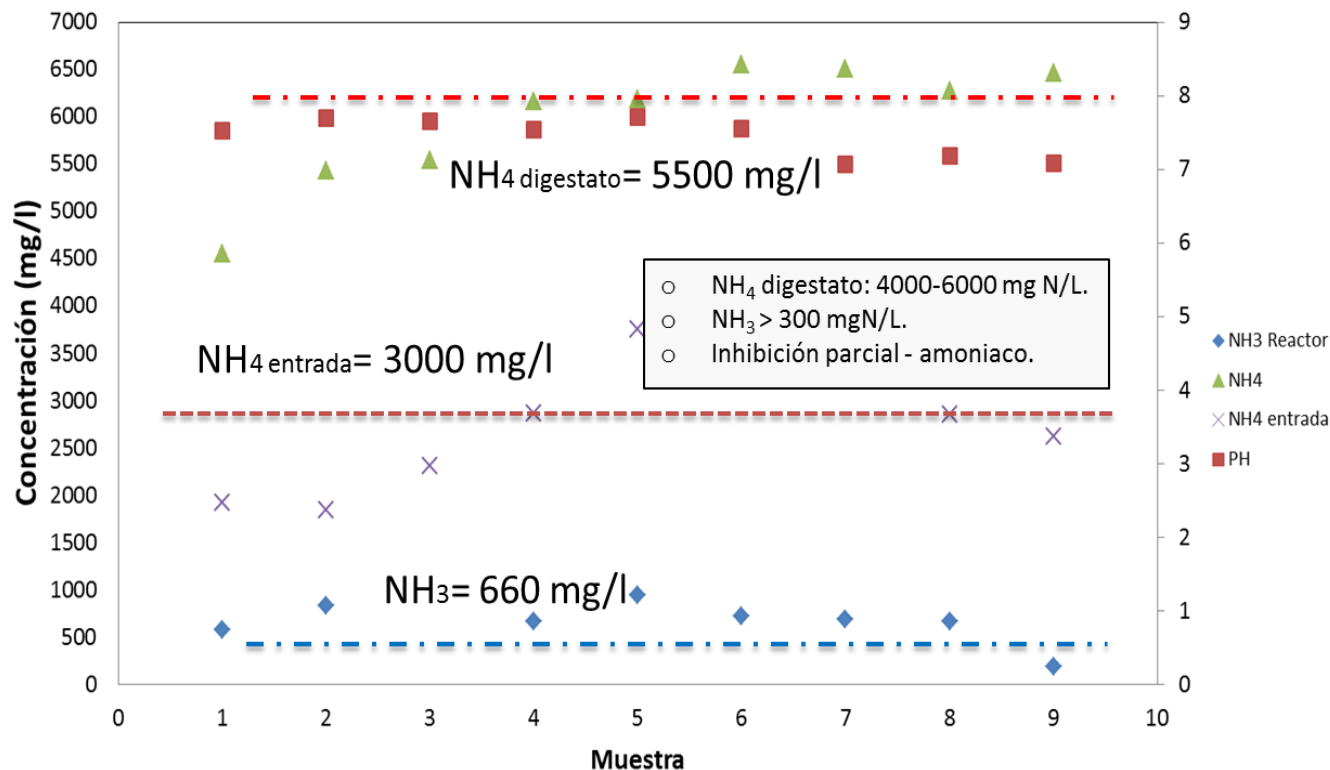 Concentración (mg/l)
7000
6500
6000
5500
5000
4500
4000
3500
3000
2500
2000
1500
1000
500
0
NH4 digestato= 5500 mg/l
NH4 entrada= 3000 mg/l
NH3= 660 mg/l
o NH4 digestato: 4000-6000 mg N/L.
o NH3 > 300 mgN/L.
o Inhibición parcial - amoniaco.
9
8
7
6
5
4
3
2
1
0
NH3 Reactor
NH4
NH4 entrada
PH
0 1 2 3 4 5 6 7 8 9 10
Muestra